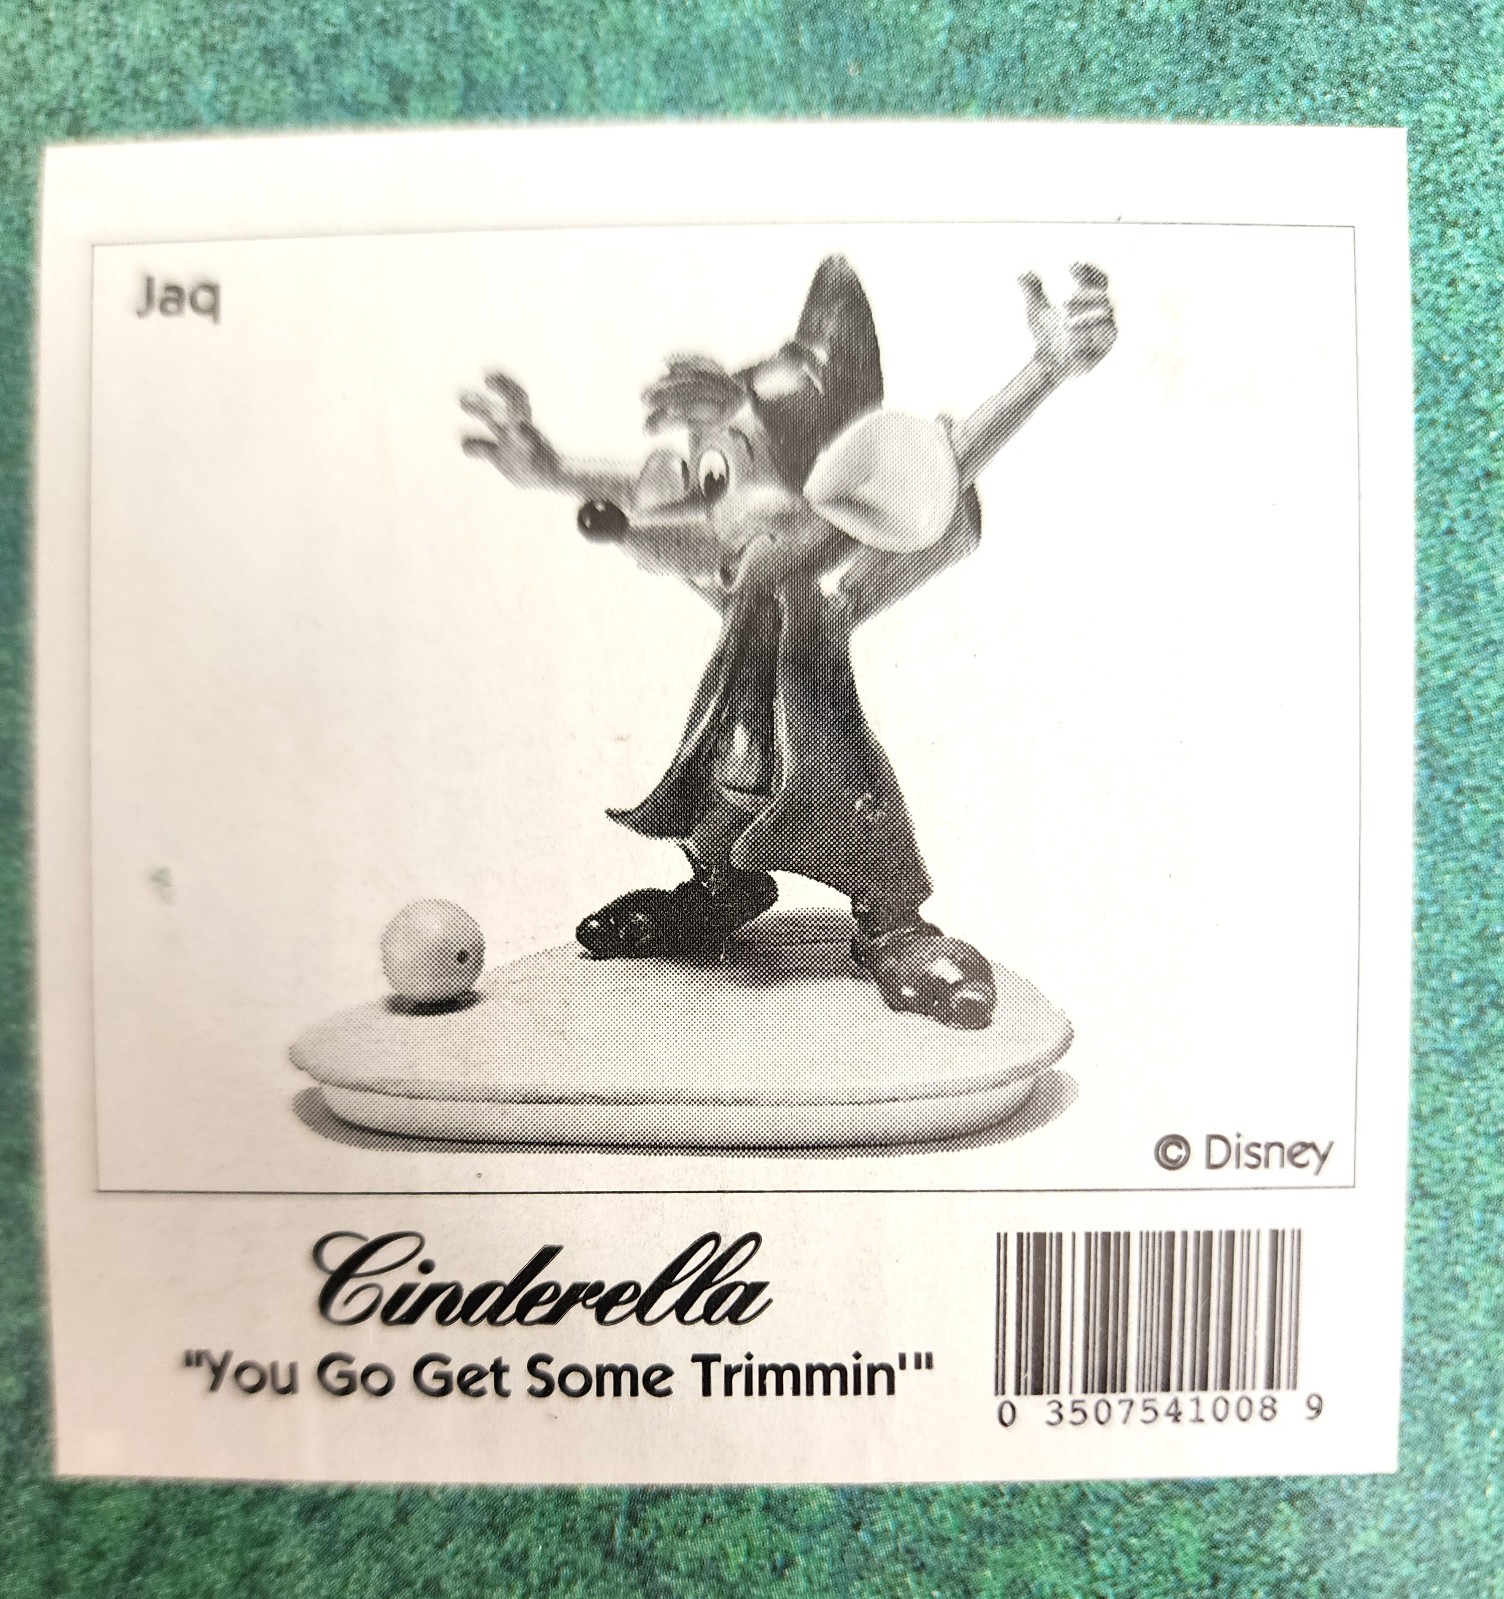 Jaq
© Disney
Cinderella
"You Go Get Some Trimmin'"
0 3507541008 9